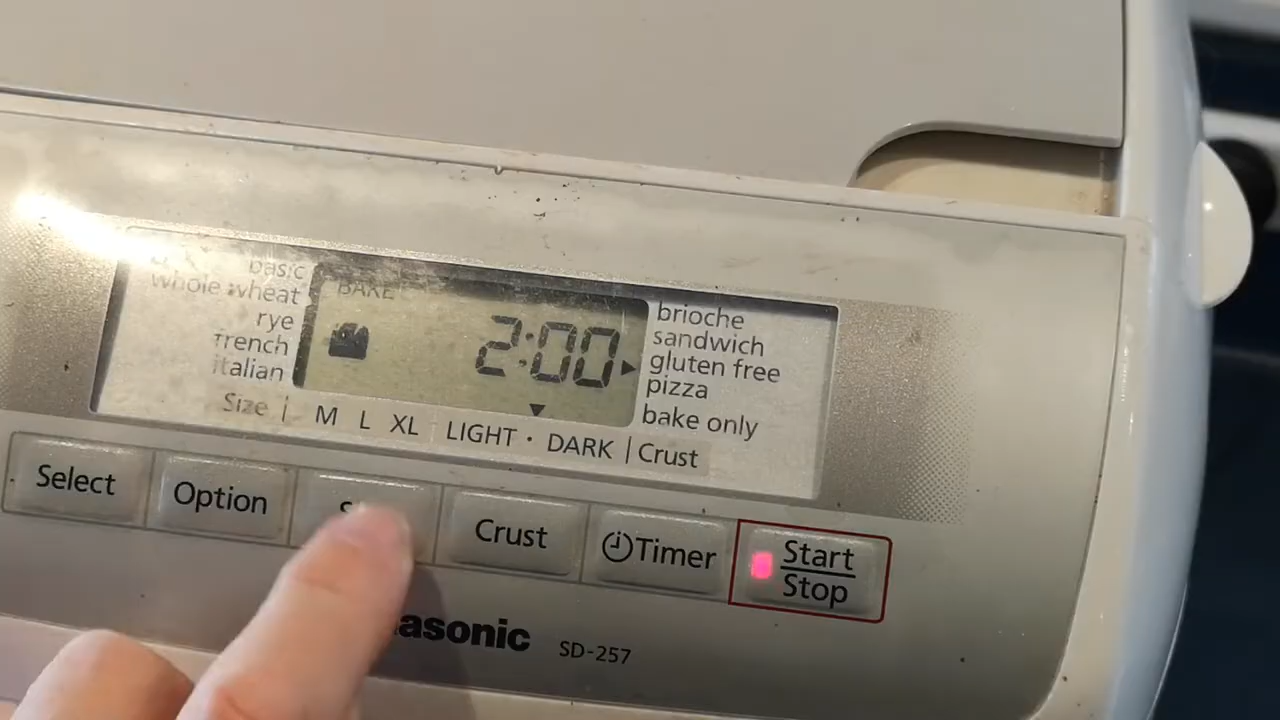 basic
whole wheat
rye
french
italian
BAKE
2:00
brioche
sandwich
gluten free
pizza
bake only
Size | M L XL LIGHT · DARK | Crust
Select
Option
Crust
Timer
Start
Stop
asonic SD-257